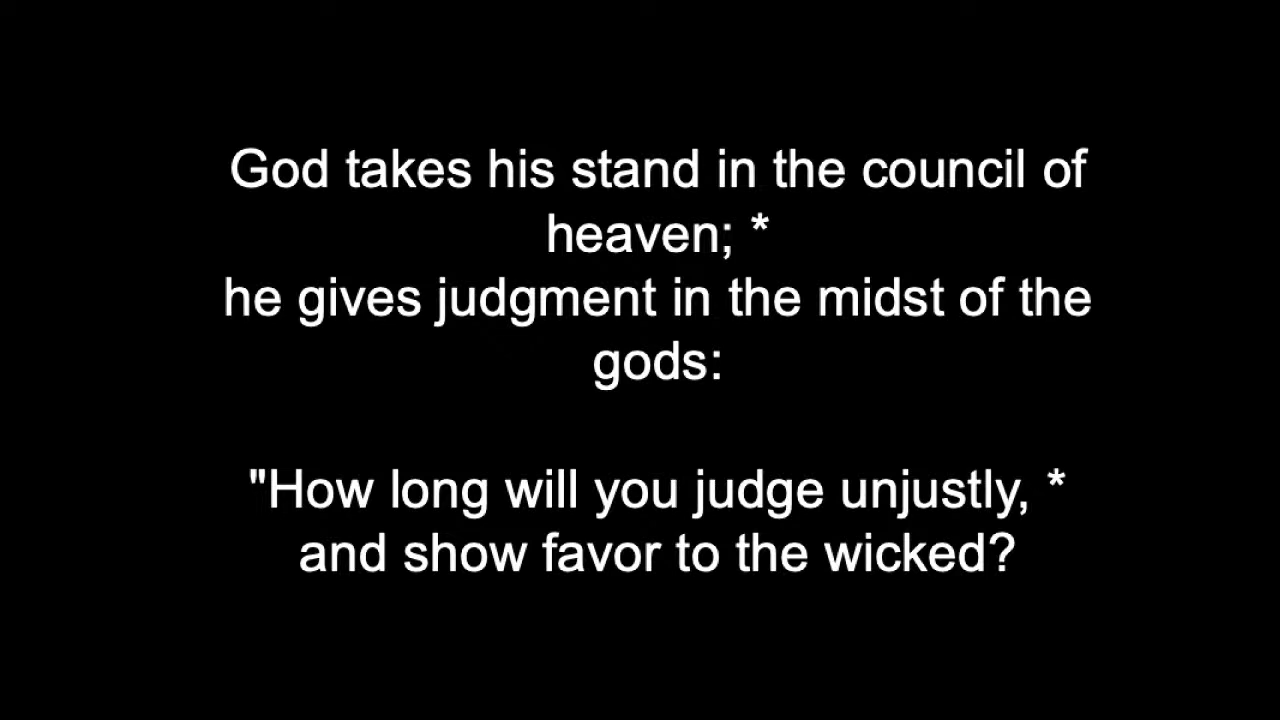 God takes his stand in the council of
heaven; *
he gives judgment in the midst of the
gods:
"How long will you judge unjustly, *
and show favor to the wicked?